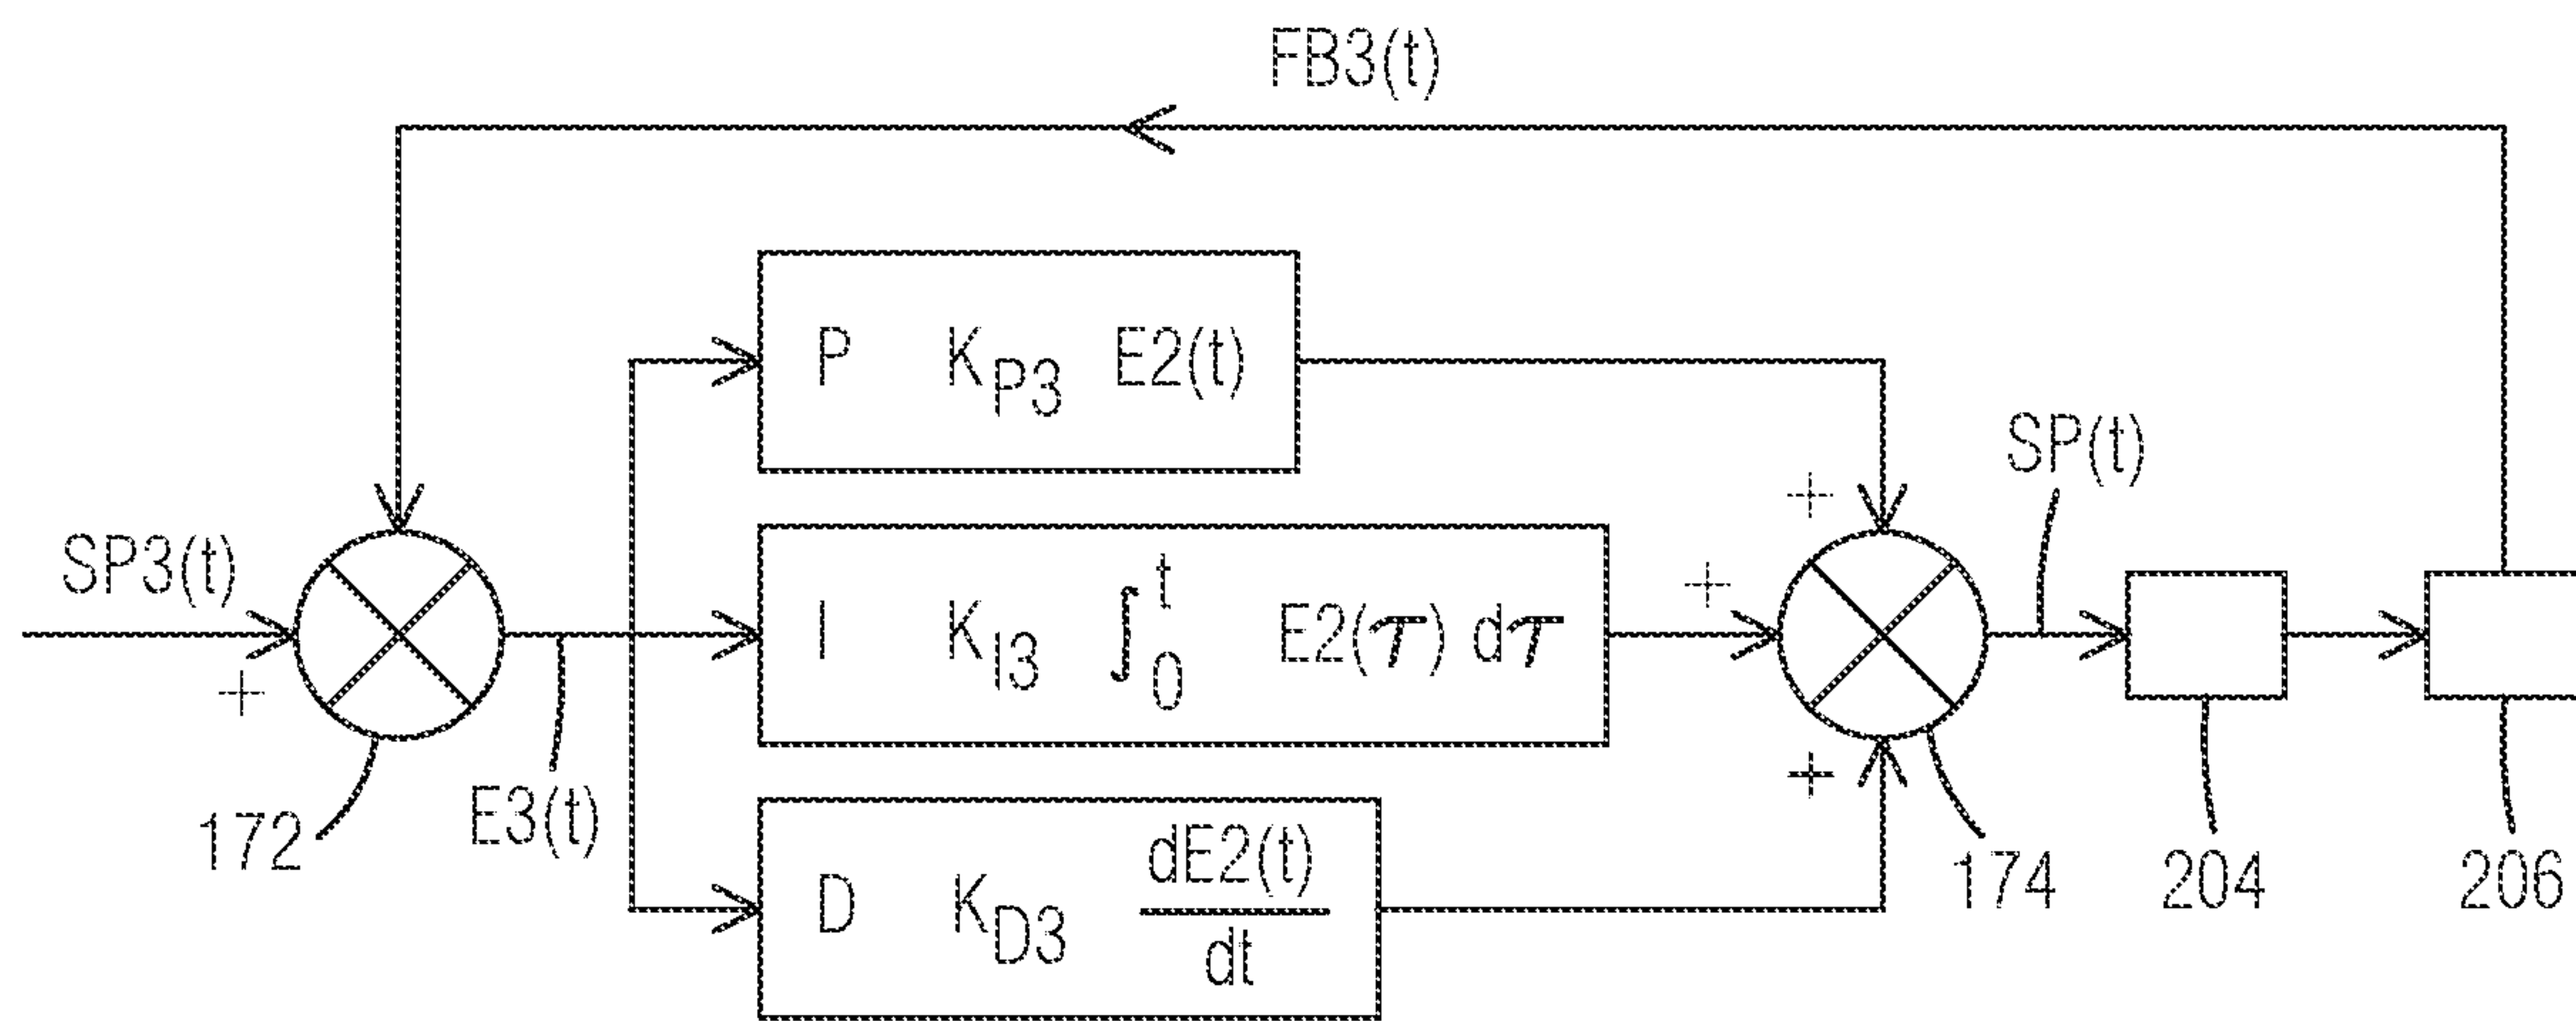 FB3(t)
P K_P3 E2(t)
SP(t)
SP3(t)
+
+
I K_I3 ∫_0^t E2(τ) dτ
+
+
E3(t)
172
D K_D3 dE2(t)/dt
174
204
206